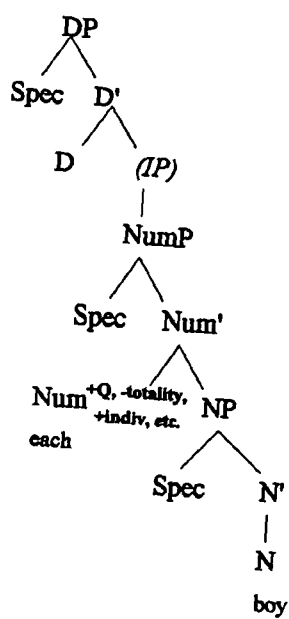 DP
Spec D'
D (IP)
NumP
Spec Num'
Num +Q, -totality, NP
+indiv, etc.
each
Spec N'
N
boy